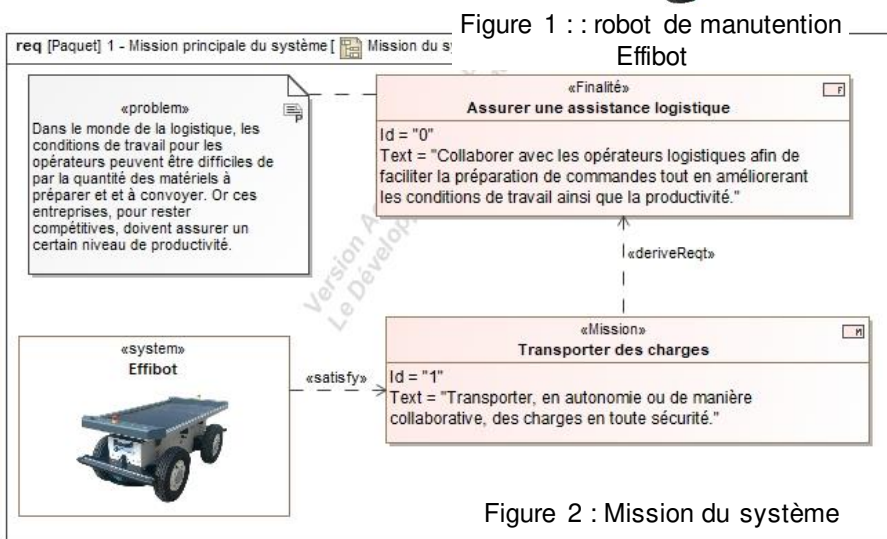 Figure 1 : : robot de manutention
Effibot
req [Paquet] 1 - Mission principale du système [ Mission du
«problem»
Dans le monde de la logistique, les
conditions de travail pour les
opérateurs peuvent être difficiles de
par la quantité des matériels à
préparer et et à convoyer. Or ces
entreprises, pour rester
compétitives, doivent assurer un
certain niveau de productivité.
P
«Finalité»
F
Assurer une assistance logistique
Id = "0"
Text = "Collaborer avec les opérateurs logistiques afin de
faciliter la préparation de commandes tout en améliorerant
les conditions de travail ainsi que la productivité."
«deriveReqt»
Version
Le
«Mission»
M
Transporter des charges
Id = "1"
Text = "Transporter, en autonomie ou de manière
collaborative, des charges en toute sécurité."
«system»
Effibot
«satisfy»
Figure 2 : Mission du système